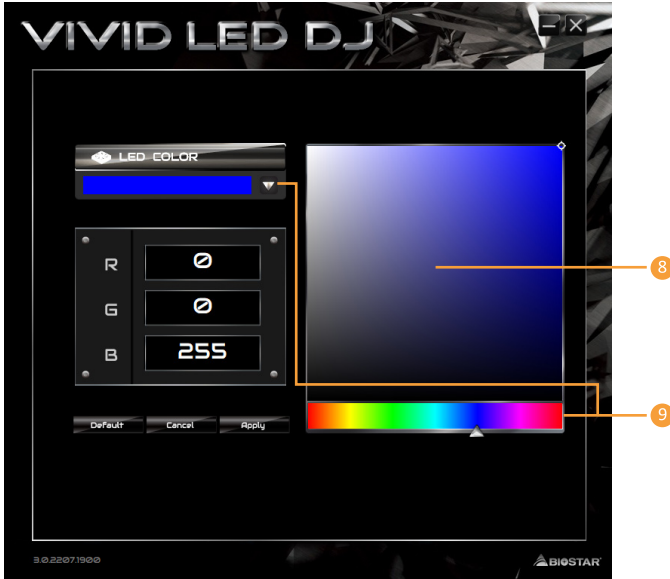 VIVID LED DJ
LED COLOR
R 0
G 0
B 255
8
Default Cancel Apply
9
3.0.2207.1900
BIOSTAR